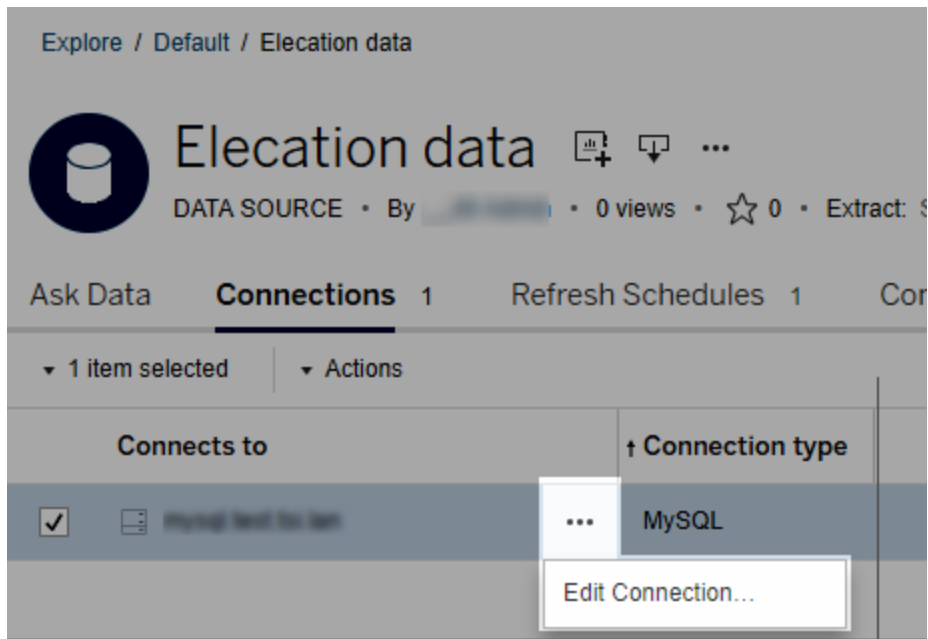 Explore / Default / Elecation data
Elecation data
DATA SOURCE • By • 0 views • 0 • Extract:
Ask Data Connections 1 Refresh Schedules 1
1 item selected Actions
Connects to Connection type
MySQL
Edit Connection...